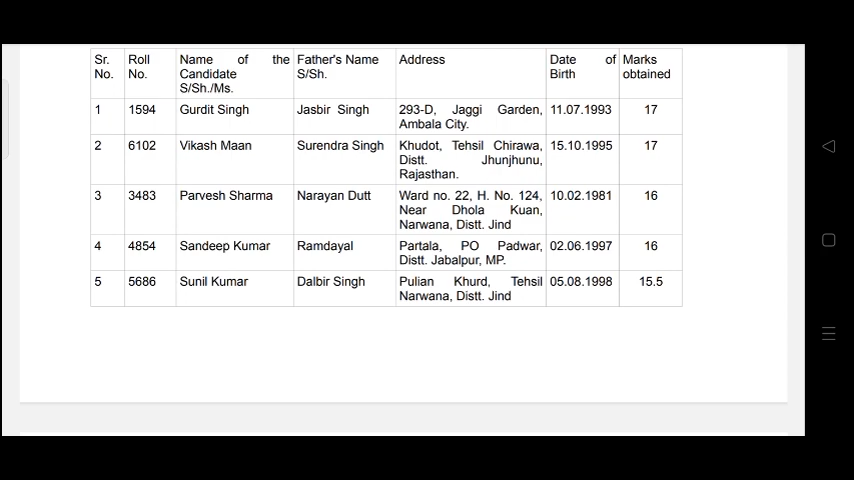 Sr. No. Roll No. Name of the Candidate S/Sh./Ms. Father's Name S/Sh. Address Date of Birth Marks obtained
1 1594 Gurdit Singh Jasbir Singh 293-D, Jaggi Garden, Ambala City. 11.07.1993 17
2 6102 Vikash Maan Surendra Singh Khudot, Tehsil Chirawa, Distt. Jhunjhunu, Rajasthan. 15.10.1995 17
3 3483 Parvesh Sharma Narayan Dutt Ward no. 22, H. No. 124, Near Dhola Kuan, Narwana, Distt. Jind 10.02.1981 16
4 4854 Sandeep Kumar Ramdayal Partala, PO Padwar, Distt. Jabalpur, MP. 02.06.1997 16
5 5686 Sunil Kumar Dalbir Singh Pulian Khurd, Tehsil Narwana, Distt. Jind 05.08.1998 15.5